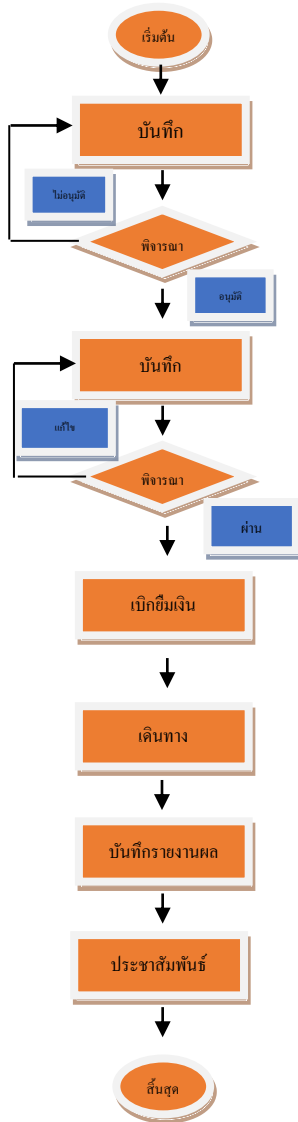 เริ่มต้น
บันทึก
ไม่อนุมัติ
พิจารณา
อนุมัติ
บันทึก
แก้ไข
พิจารณา
ผ่าน
เบิกยืมเงิน
เดินทาง
บันทึกรายงานผล
ประชาสัมพันธ์
สิ้นสุด